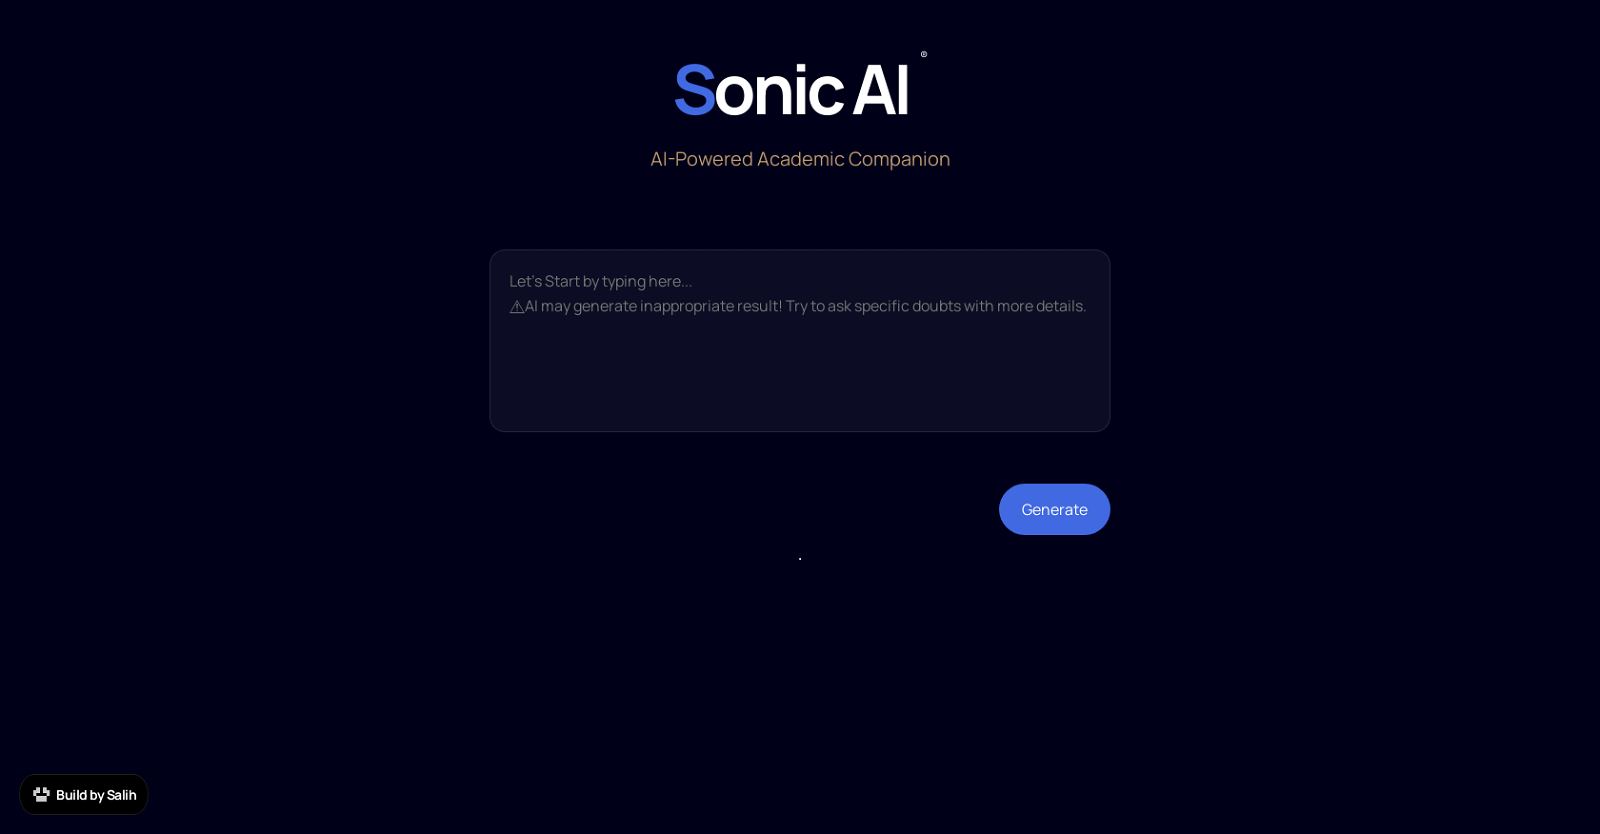 Sonic AI ®
AI-Powered Academic Companion
Let's Start by typing here...
⚠AI may generate inappropriate result! Try to ask specific doubts with more details.
Generate
.
Build by Salih